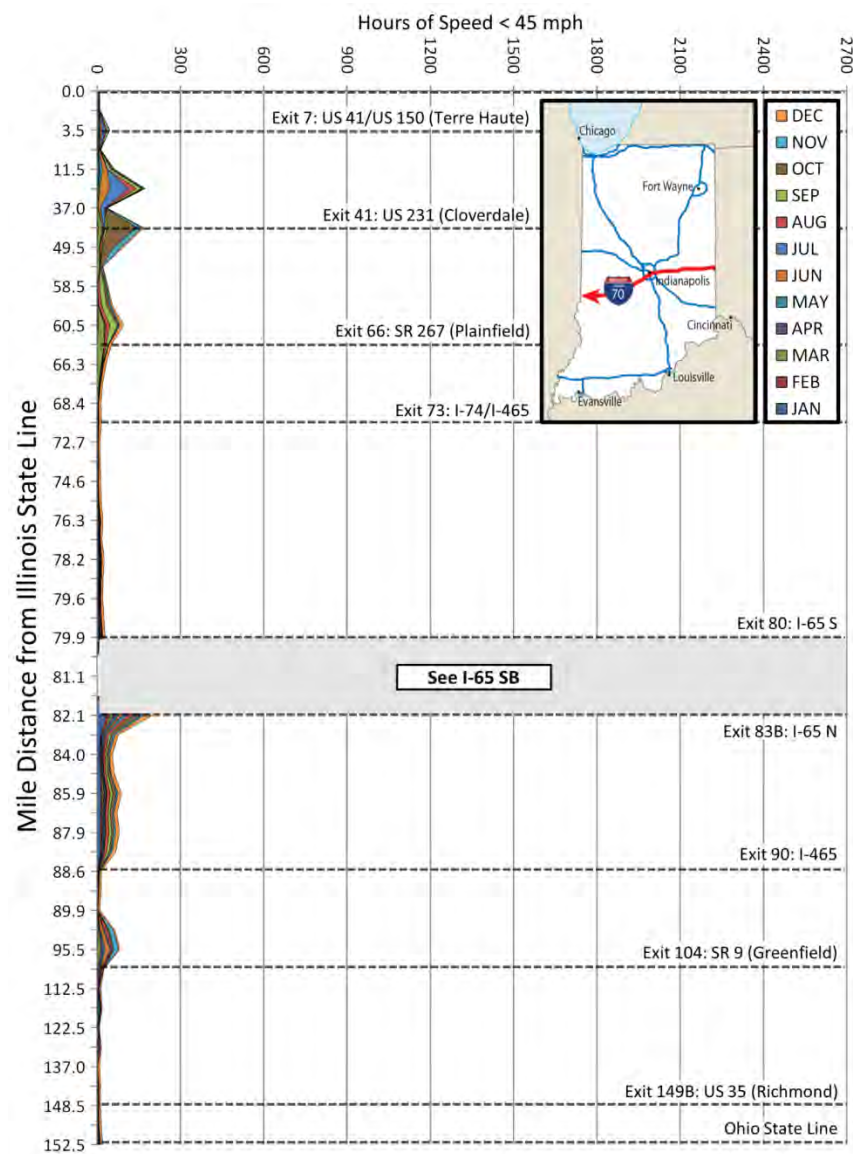 Hours of Speed < 45 mph
0
300
600
900
1200
1500
1800
2100
2400
2700
Mile Distance from Illinois State Line
0.0
3.5
11.5
37.0
49.5
58.5
60.5
66.3
68.4
72.7
74.6
76.3
78.2
79.6
79.9
81.1
82.1
84.0
85.9
87.9
88.6
89.9
95.5
112.5
122.5
137.0
148.5
152.5
Exit 7: US 41/US 150 (Terre Haute)
Exit 41: US 231 (Cloverdale)
Exit 66: SR 267 (Plainfield)
Exit 73: I-74/I-465
Exit 80: I-65 S
See I-65 SB
Exit 83B: I-65 N
Exit 90: I-465
Exit 104: SR 9 (Greenfield)
Exit 149B: US 35 (Richmond)
Ohio State Line
Chicago
Fort Wayne
Indianapolis
70
Cincinnati
Louisville
Evansville
DEC
NOV
OCT
SEP
AUG
JUL
JUN
MAY
APR
MAR
FEB
JAN